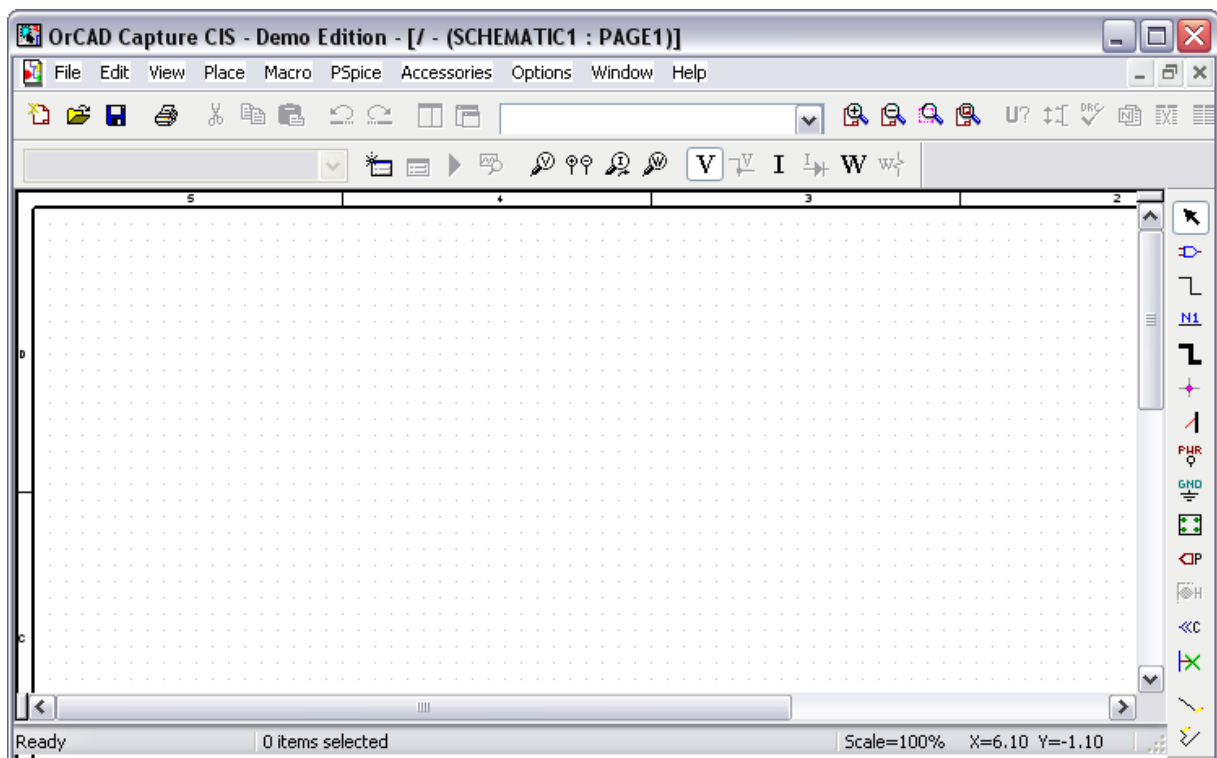 OrCAD Capture CIS - Demo Edition - [/ - (SCHEMATIC1 : PAGE1)]
File Edit View Place Macro PSpice Accessories Options Window Help
U? DRC
V V I I W W
5 4 3 2
N1
D
PWR
GND
P
H
C
C
Ready 0 items selected Scale=100% X=6.10 Y=-1.10